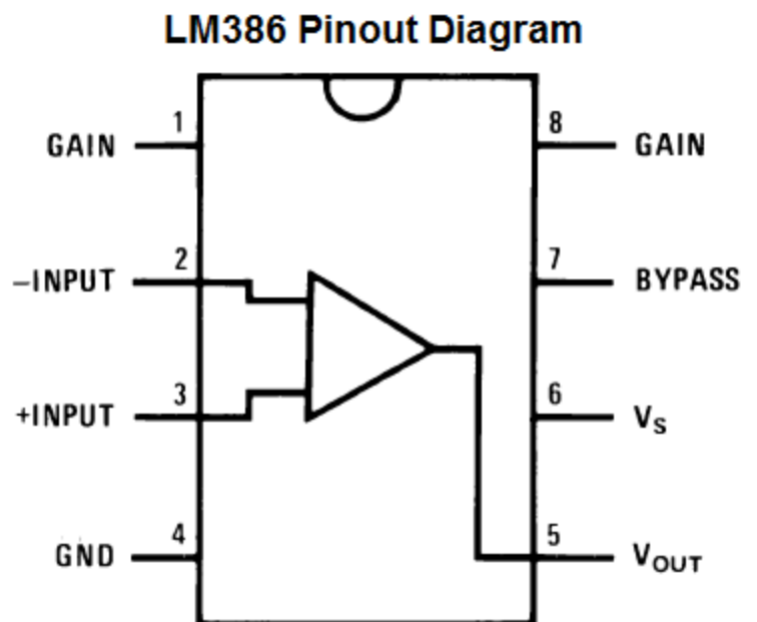 LM386 Pinout Diagram
GAIN 1 8 GAIN
–INPUT 2 7 BYPASS
+INPUT 3 6 VS
GND 4 5 VOUT